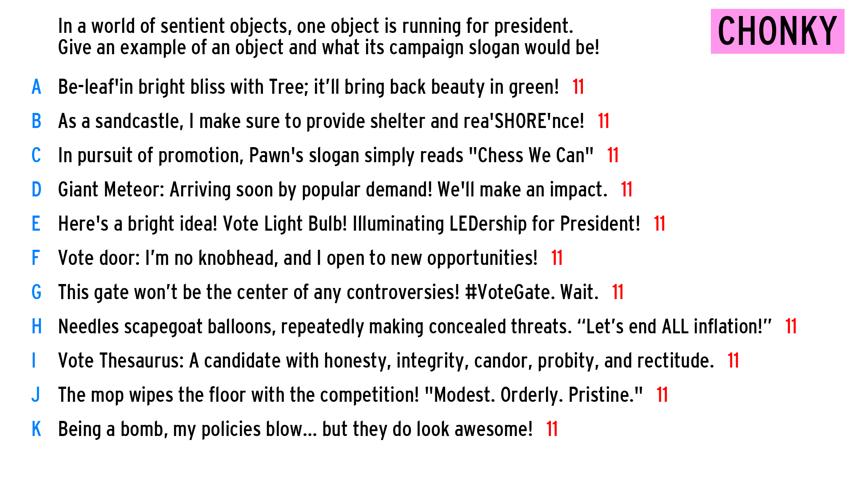 In a world of sentient objects, one object is running for president.
Give an example of an object and what its campaign slogan would be!
CHONKY
A Be-leaf'in bright bliss with Tree; it’ll bring back beauty in green! 11
B As a sandcastle, I make sure to provide shelter and rea'SHORE'nce! 11
C In pursuit of promotion, Pawn's slogan simply reads "Chess We Can" 11
D Giant Meteor: Arriving soon by popular demand! We'll make an impact. 11
E Here's a bright idea! Vote Light Bulb! Illuminating LEDership for President! 11
F Vote door: I’m no knobhead, and I open to new opportunities! 11
G This gate won’t be the center of any controversies! #VoteGate. Wait. 11
H Needles scapegoat balloons, repeatedly making concealed threats. “Let’s end ALL inflation!” 11
I Vote Thesaurus: A candidate with honesty, integrity, candor, probity, and rectitude. 11
J The mop wipes the floor with the competition! "Modest. Orderly. Pristine." 11
K Being a bomb, my policies blow... but they do look awesome! 11